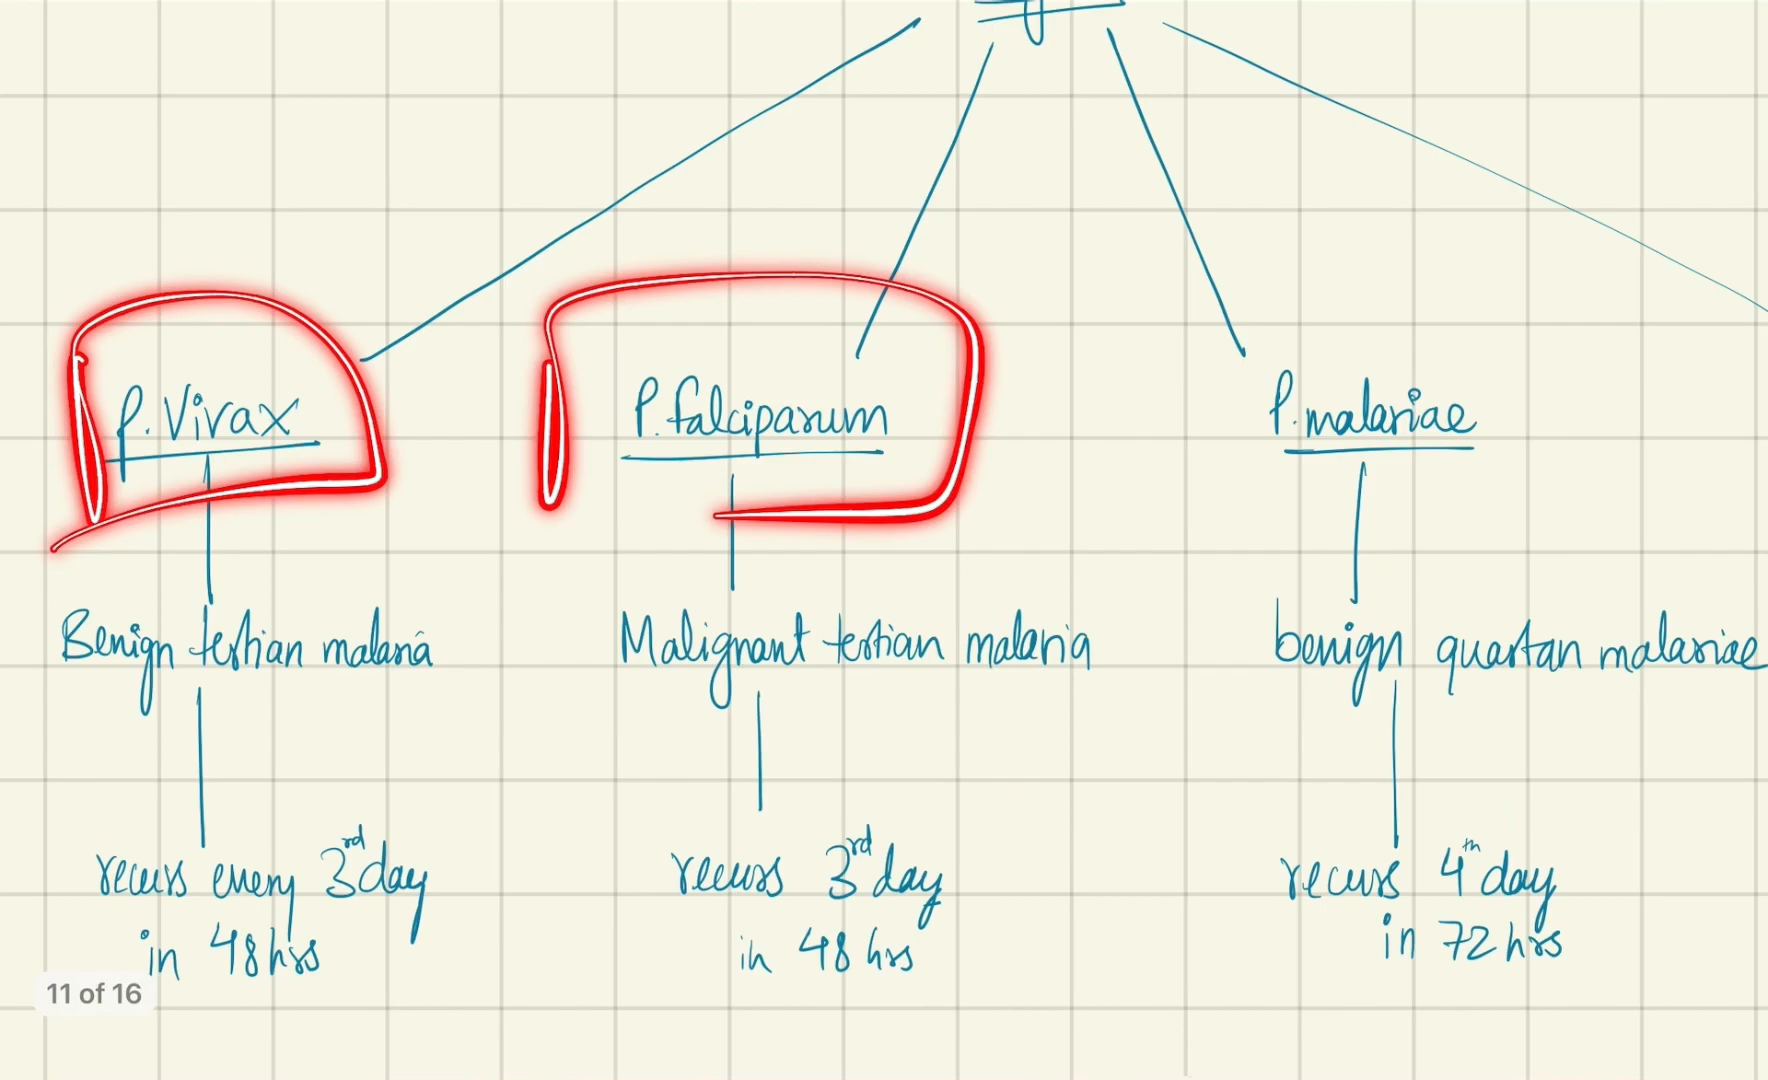 P. Vivax
P. falciparum
P. malariae
Benign tertian malaria
Malignant tertian malaria
benign quartan malariae
recurs every 3rd day
in 48 hrs
recurs 3rd day
in 48 hrs
recurs 4th day
in 72 hrs
11 of 16